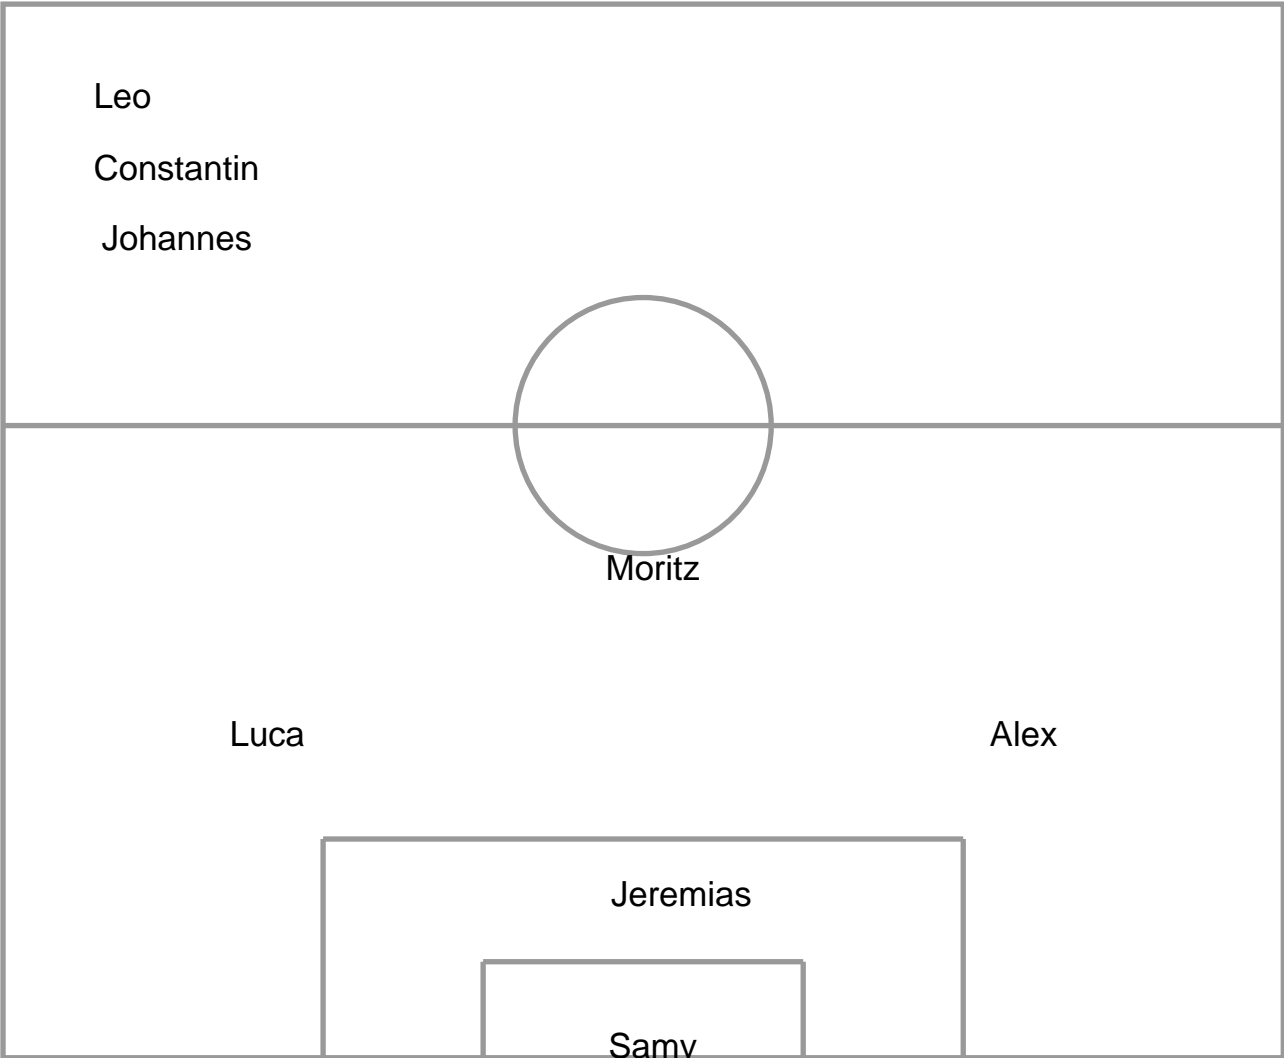 Leo
Constantin
Johannes
Moritz
Luca
Alex
Jeremias
Samy